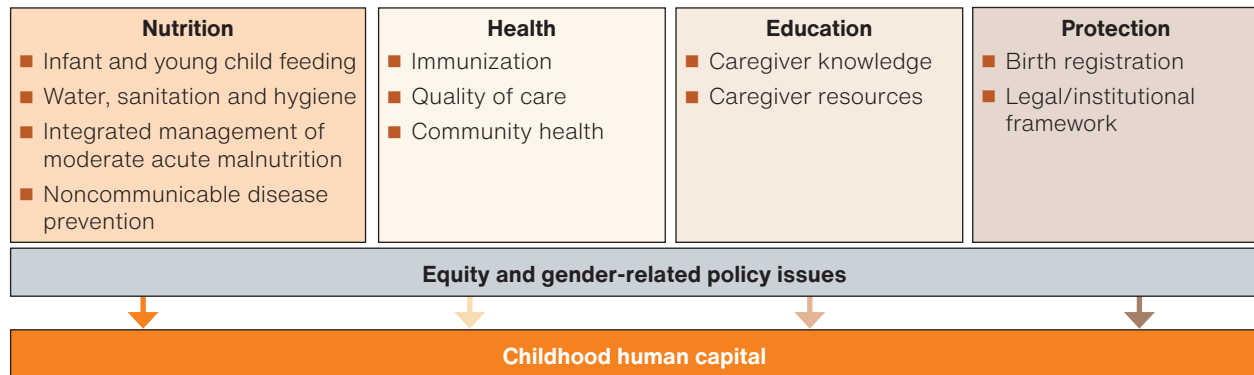 Nutrition
Infant and young child feeding
Water, sanitation and hygiene
Integrated management of
moderate acute malnutrition
Noncommunicable disease
prevention
Health
Immunization
Quality of care
Community health
Education
Caregiver knowledge
Caregiver resources
Protection
Birth registration
Legal/institutional
framework
Equity and gender-related policy issues
Childhood human capital